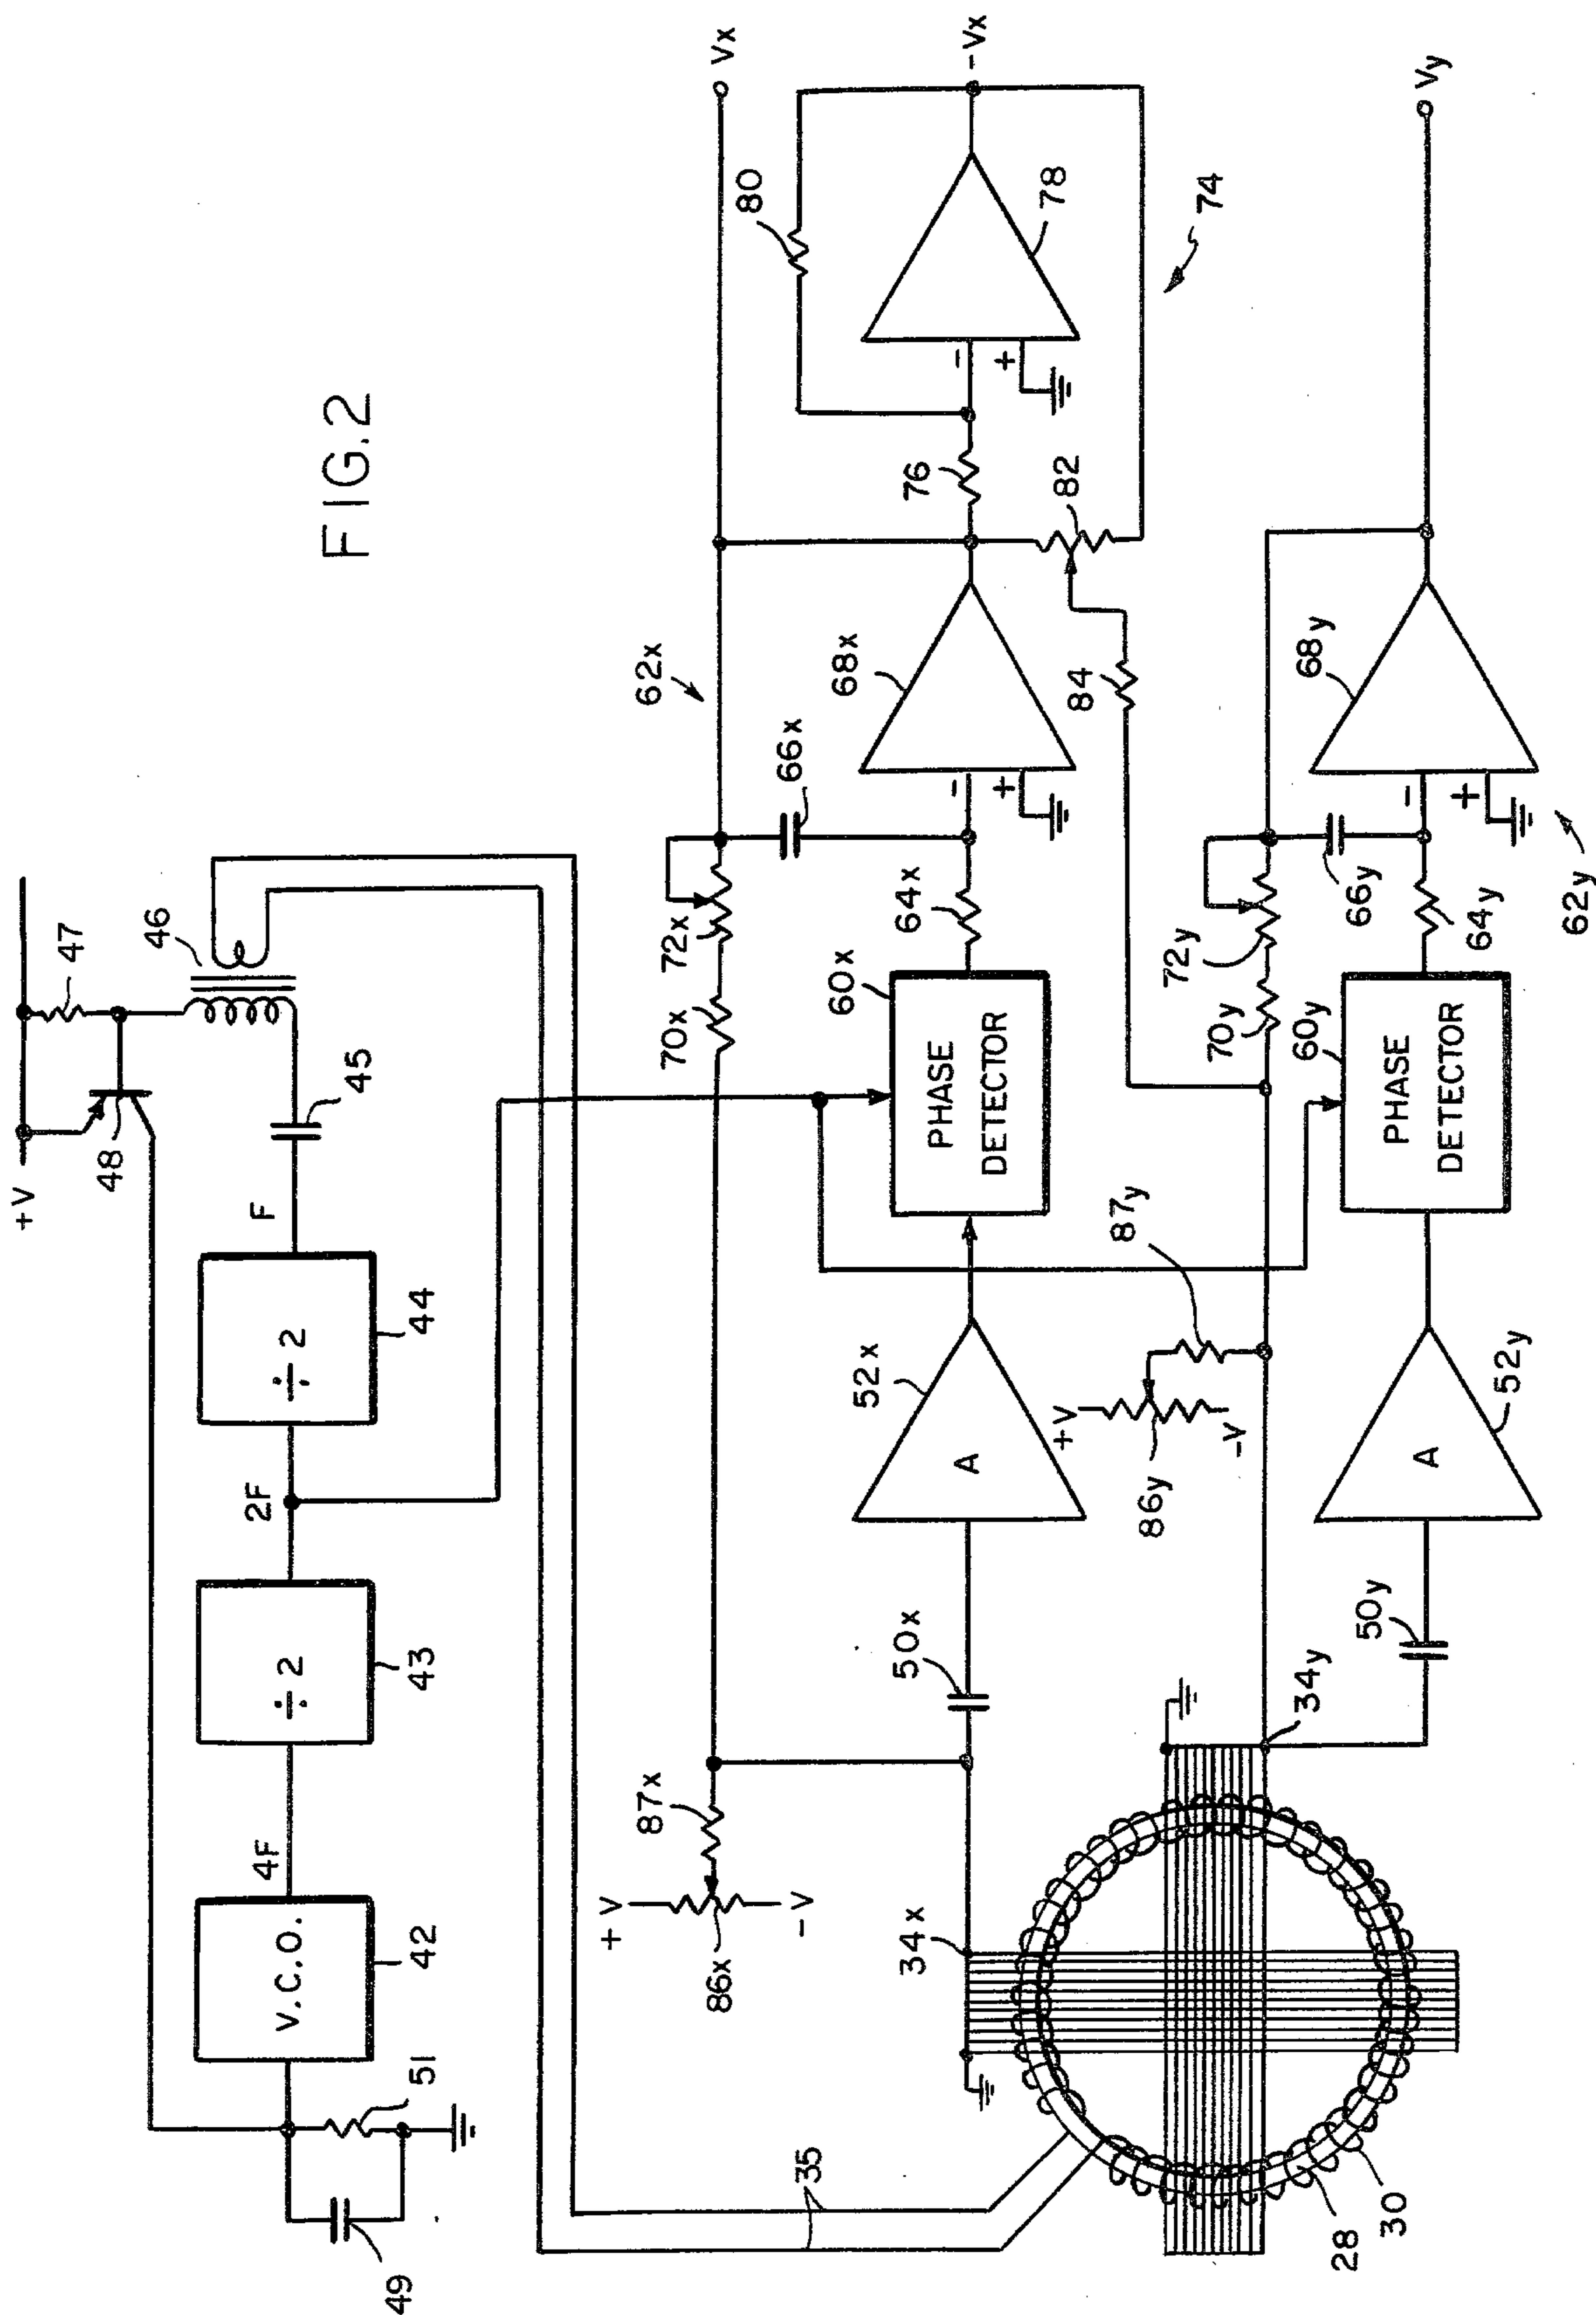 FIG.2
+V
47
46
48
45
F
÷2
44
2F
÷2
43
4F
V.C.O.
42
51
49
35
Vx
62x
72x
70x
66x
87x
+V
86x
-V
80
-Vx
78
74
76
82
68x
-
+
-
+
64x
60x
PHASE
DETECTOR
52x
A
50x
34x
84
Vy
68y
-
+
62y
66y
64y
72y
70y
60y
PHASE
DETECTOR
87y
+V
86y
-V
52y
A
50y
34y
28
30